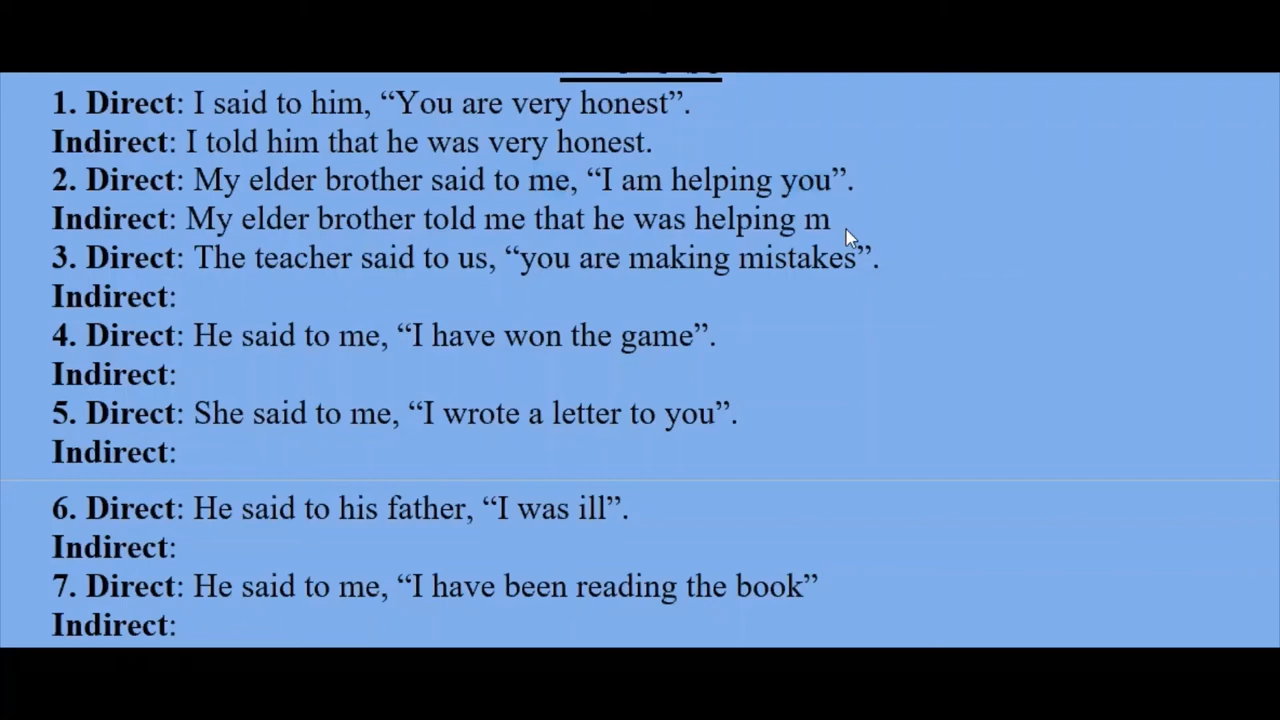 1. Direct: I said to him, “You are very honest”.
Indirect: I told him that he was very honest.
2. Direct: My elder brother said to me, “I am helping you”.
Indirect: My elder brother told me that he was helping m
3. Direct: The teacher said to us, “you are making mistakes”.
Indirect:
4. Direct: He said to me, “I have won the game”.
Indirect:
5. Direct: She said to me, “I wrote a letter to you”.
Indirect:
6. Direct: He said to his father, “I was ill”.
Indirect:
7. Direct: He said to me, “I have been reading the book”
Indirect: